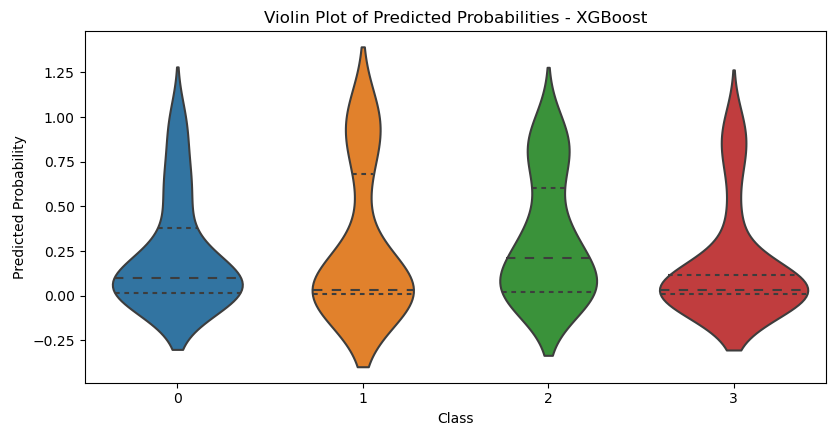 Violin Plot of Predicted Probabilities - XGBoost
Predicted Probability
1.25
1.00
0.75
0.50
0.25
0.00
−0.25
0 1 2 3
Class